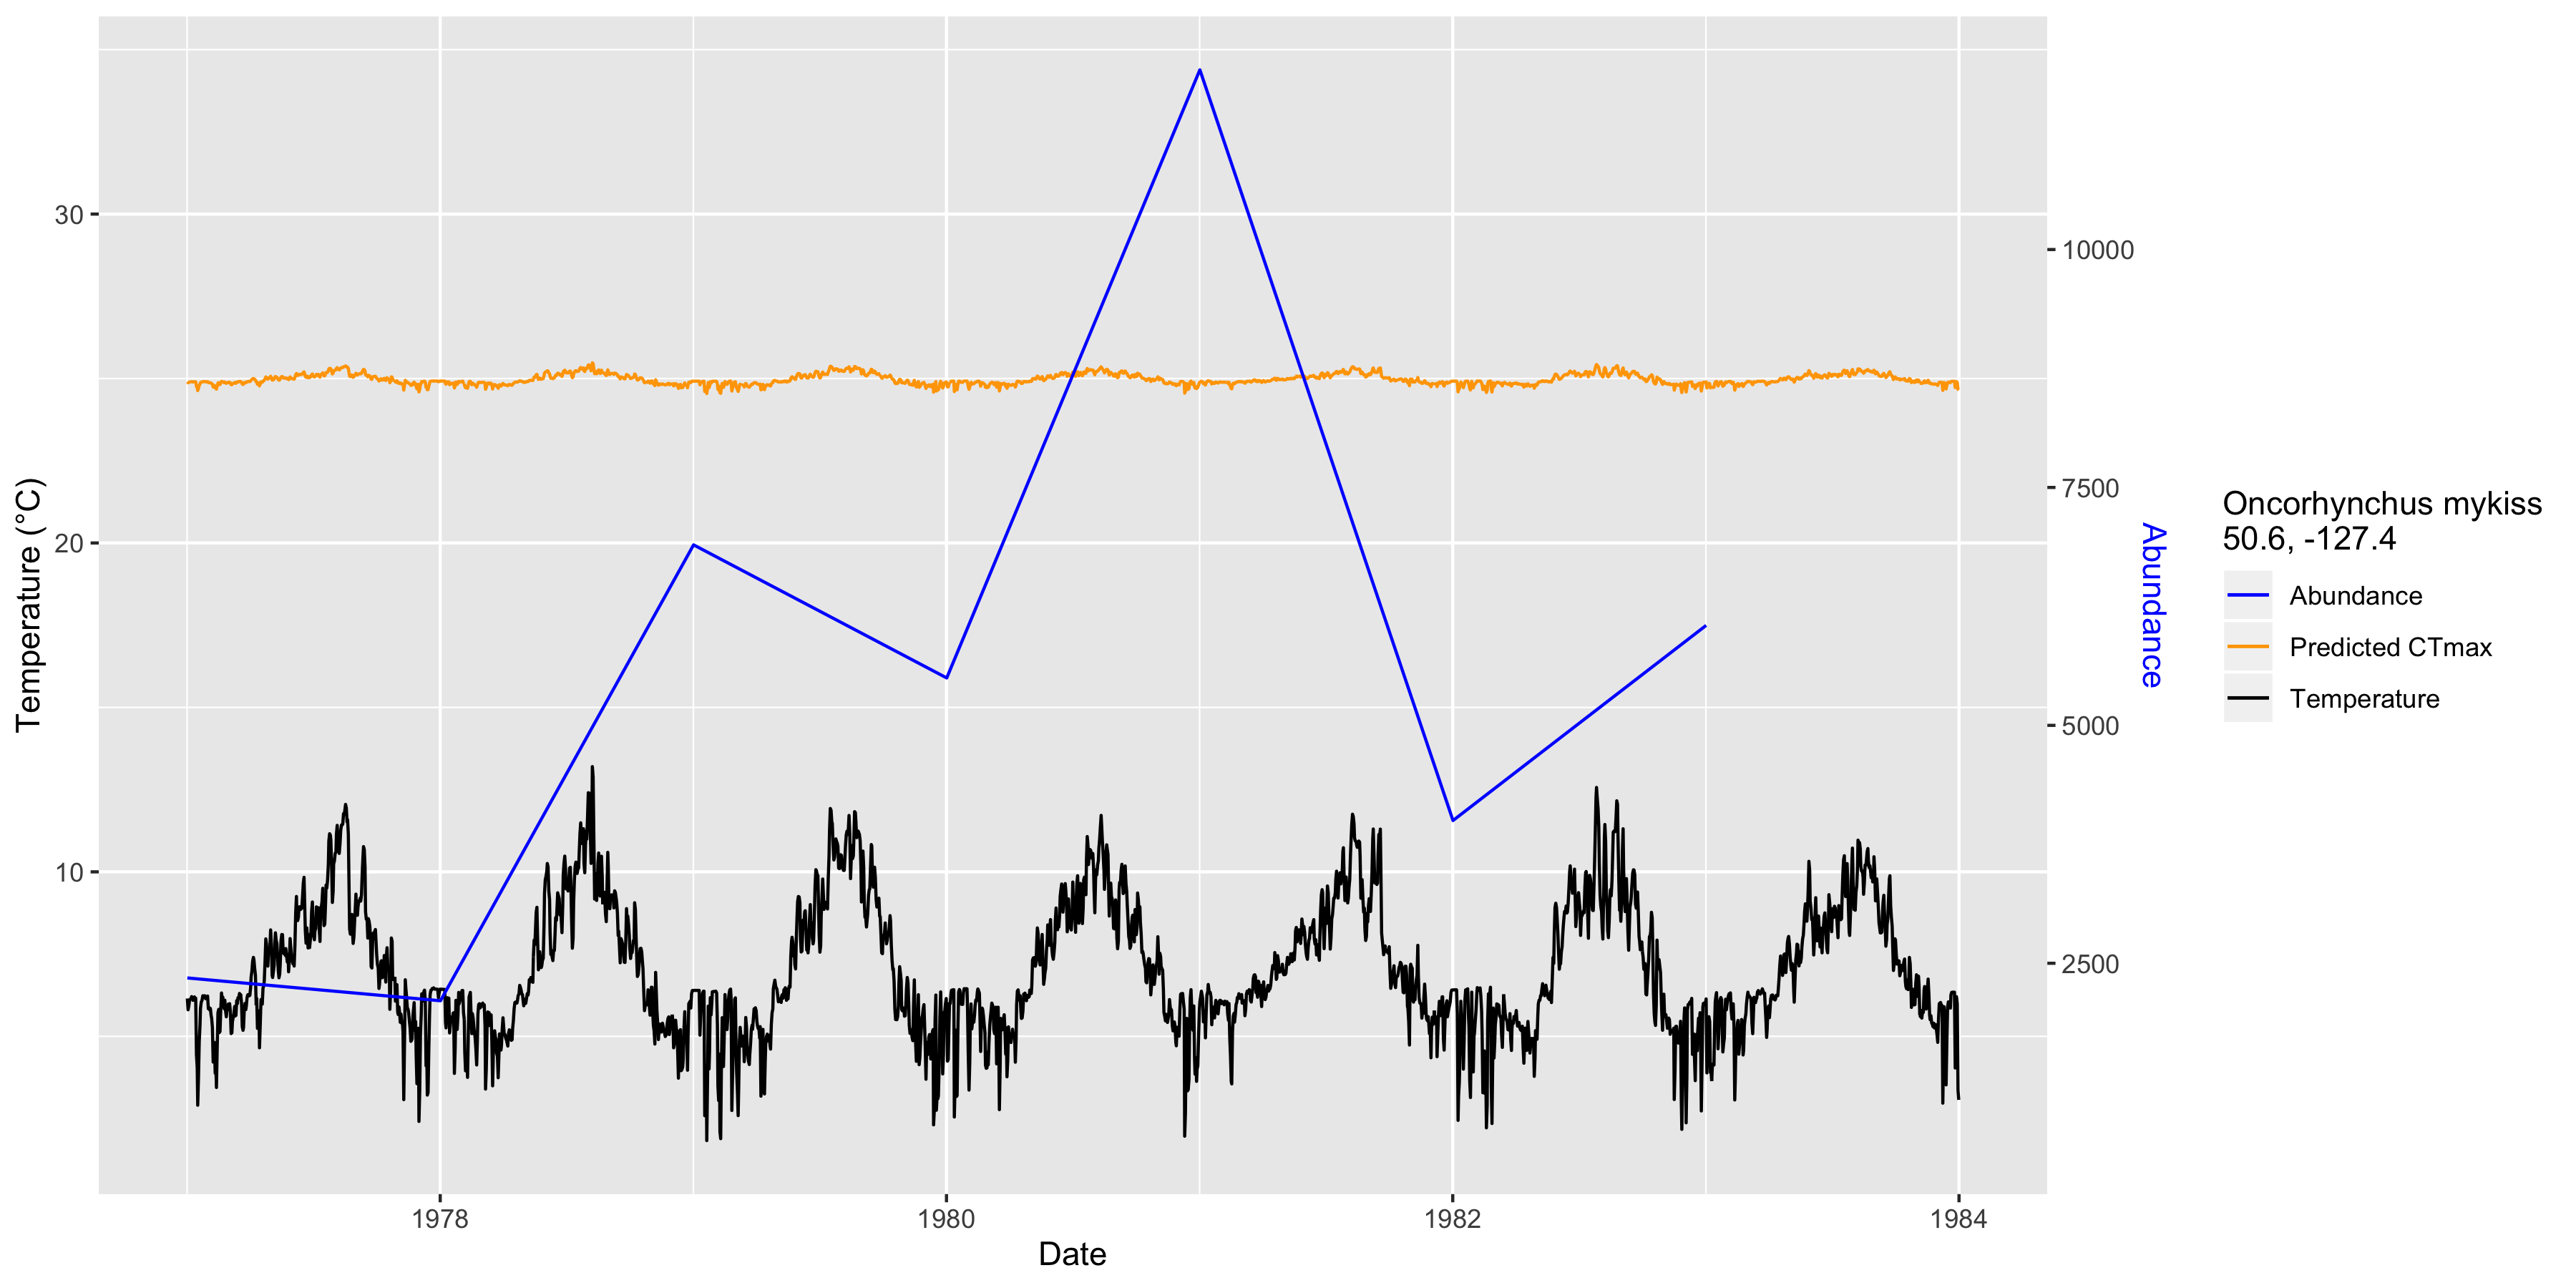 30
20
10
Temperature (°C)
1978
1980
1982
1984
Date
10000
7500
5000
2500
Abundance
Oncorhynchus mykiss
50.6, -127.4
Abundance
Predicted CTmax
Temperature